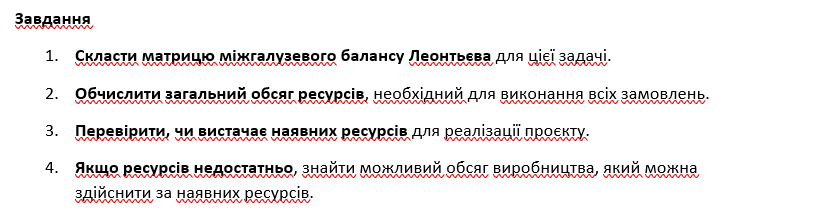 Завдання
1. Скласти матрицю міжгалузевого балансу Леонтьєва для цієї задачі.
2. Обчислити загальний обсяг ресурсів, необхідний для виконання всіх замовлень.
3. Перевірити, чи вистачає наявних ресурсів для реалізації проєкту.
4. Якщо ресурсів недостатньо, знайти можливий обсяг виробництва, який можна
здійснити за наявних ресурсів.